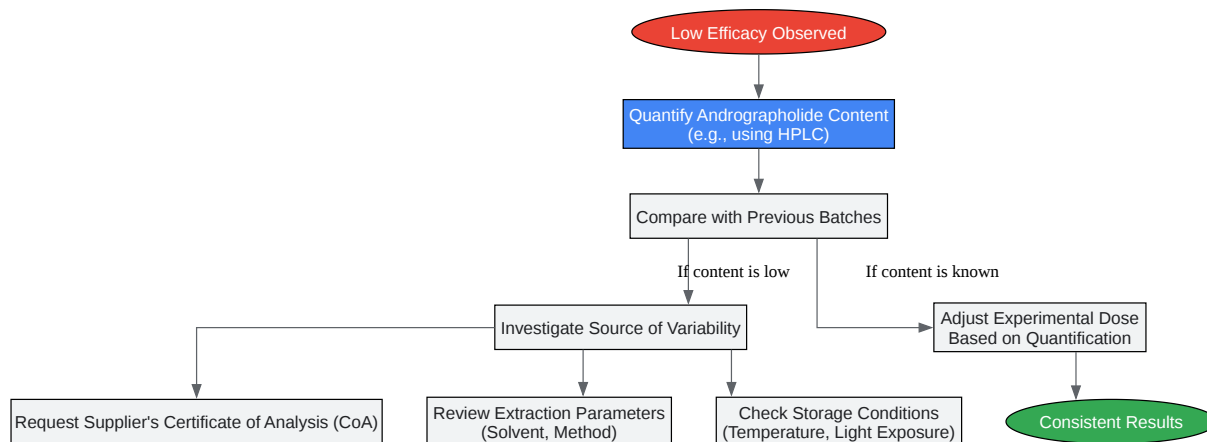 Low Efficacy Observed
Quantify Andrographolide Content
(e.g., using HPLC)
Compare with Previous Batches
If content is low
If content is known
Investigate Source of Variability
Adjust Experimental Dose
Based on Quantification
Request Supplier's Certificate of Analysis (CoA)
Review Extraction Parameters
(Solvent, Method)
Check Storage Conditions
(Temperature, Light Exposure)
Consistent Results